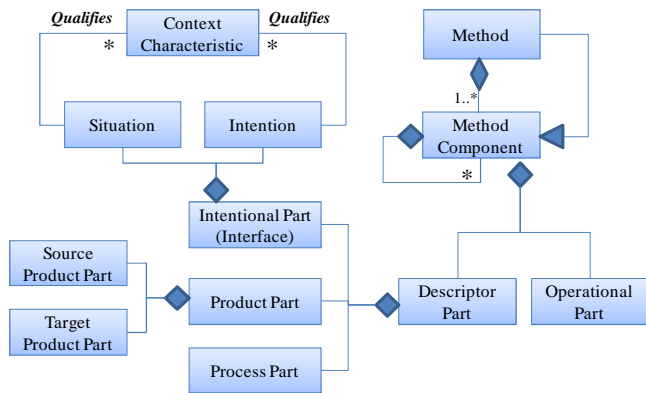 Qualifies
Qualifies
Context
Characteristic
*
*
Method
1..*
Situation
Intention
Method
Component
*
Intentional Part
(Interface)
Source
Product Part
Product Part
Descriptor
Part
Operational
Part
Target
Product Part
Process Part